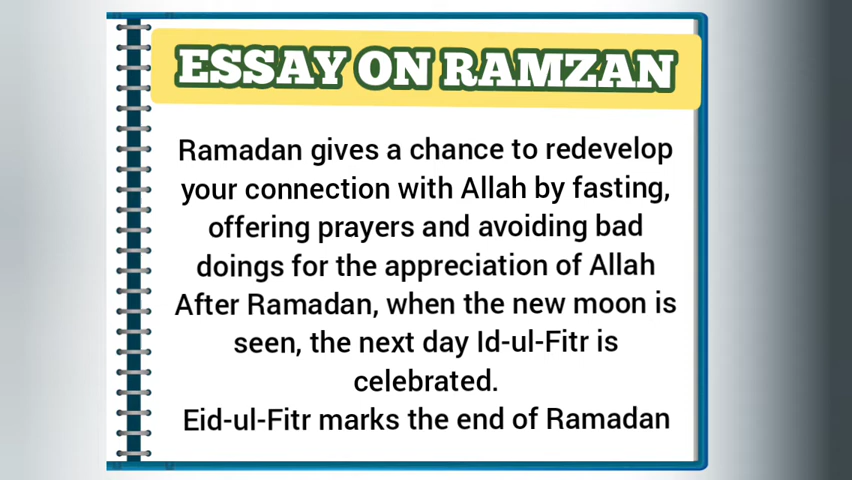 ESSAY ON RAMZAN
Ramadan gives a chance to redevelop
your connection with Allah by fasting,
offering prayers and avoiding bad
doings for the appreciation of Allah
After Ramadan, when the new moon is
seen, the next day Id-ul-Fitr is
celebrated.
Eid-ul-Fitr marks the end of Ramadan